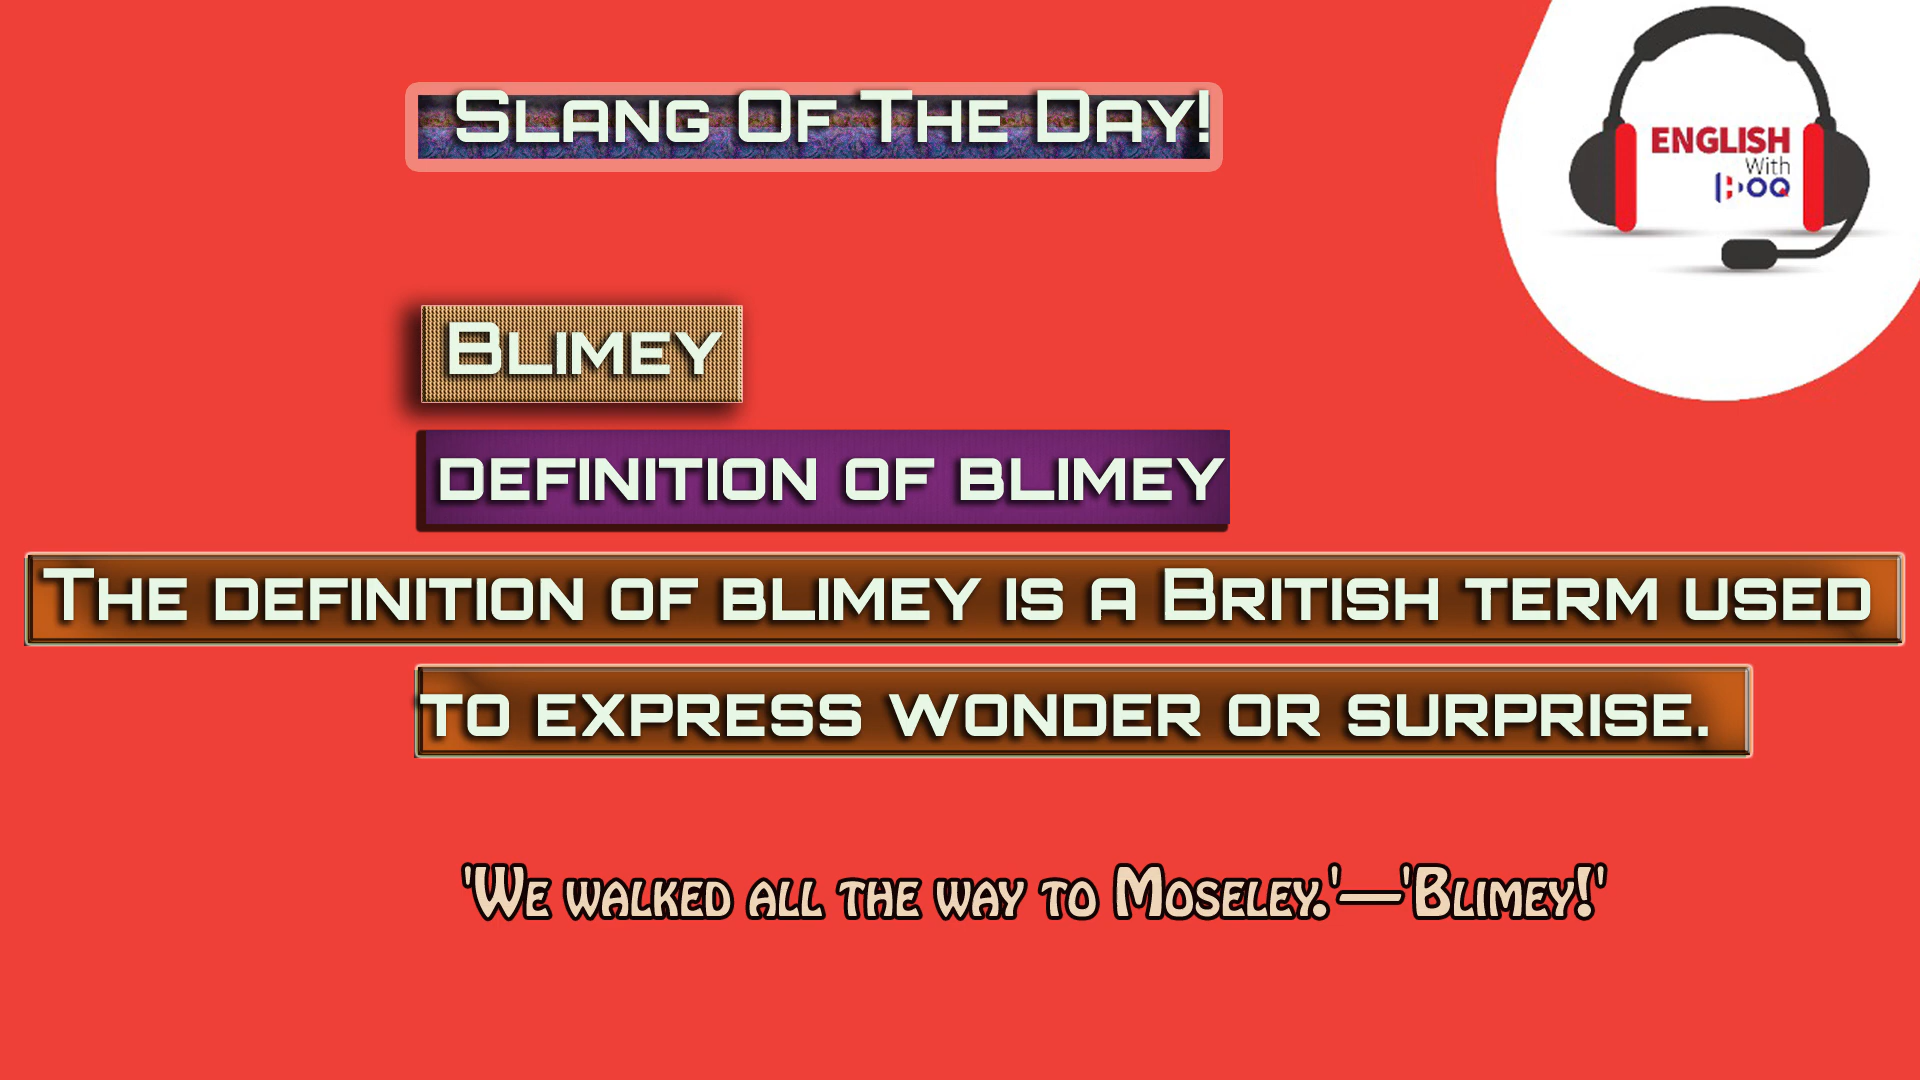 Slang Of The Day!
ENGLISH
With
Blimey
definition of blimey
The definition of blimey is a British term used
to express wonder or surprise.
'We walked all the way to Moseley.'—'Blimey!'